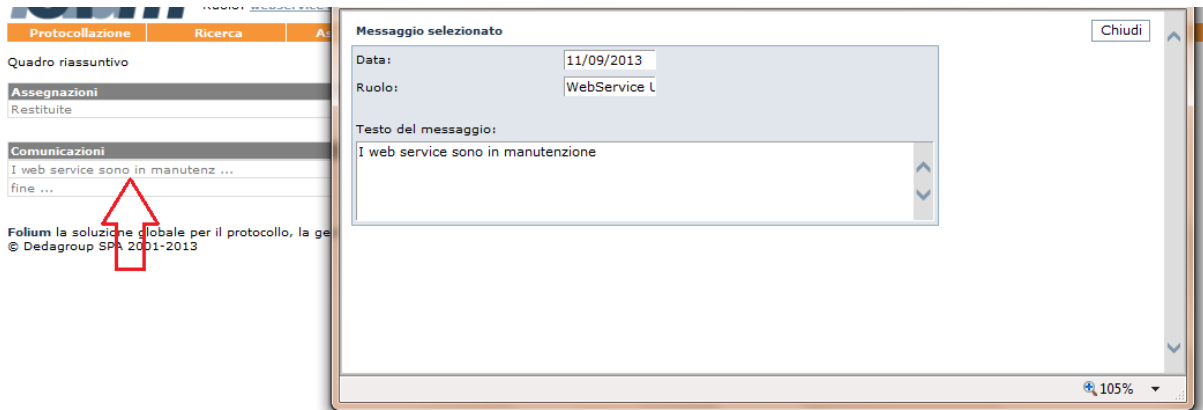 Ruolo:
Protocollazione Ricerca
Quadro riassuntivo
Assegnazioni
Restituite
Comunicazioni
I web service sono in manutenz ...
fine ...
Folium la soluzione globale per il protocollo, la ge
© Dedagroup SPA 2001-2013
Messaggio selezionato
Chiudi
Data: 11/09/2013
Ruolo: WebService U
Testo del messaggio:
I web service sono in manutenzione
105%